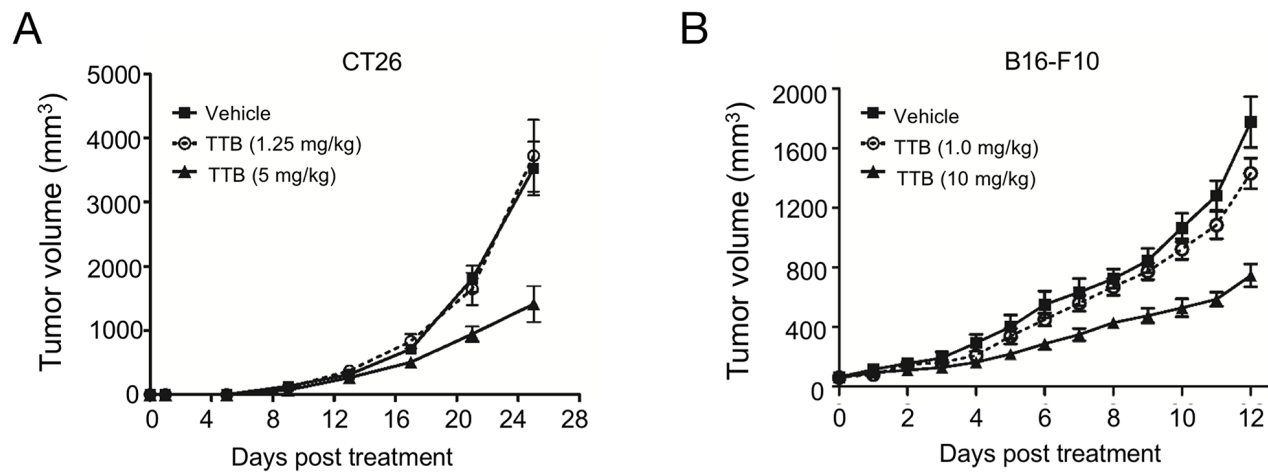 A
CT26
Tumor volume (mm³)
5000
4000
3000
2000
1000
0
Vehicle
TTB (1.25 mg/kg)
TTB (5 mg/kg)
0 4 8 12 16 20 24 28
Days post treatment
B
B16-F10
Tumor volume (mm³)
2000
1600
1200
800
400
0
Vehicle
TTB (1.0 mg/kg)
TTB (10 mg/kg)
0 2 4 6 8 10 12
Days post treatment